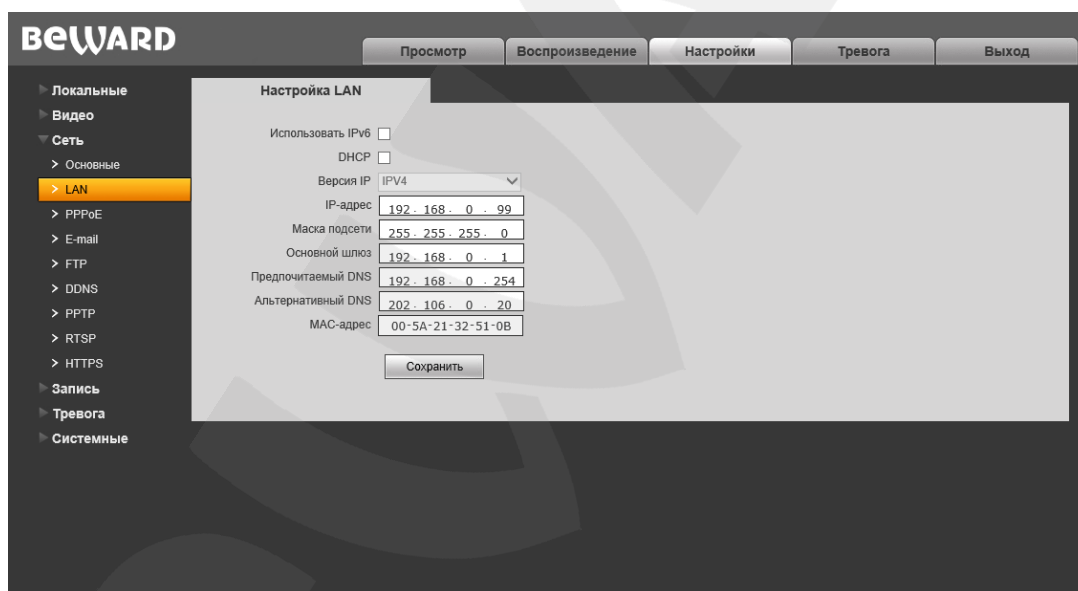 BEWARD
Просмотр Воспроизведение Настройки Тревога Выход
Локальные
Видео
Сеть
> Основные
> LAN
> PPPoE
> E-mail
> FTP
> DDNS
> PPTP
> RTSP
> HTTPS
Запись
Тревога
Системные
Настройка LAN
Использовать IPv6
DHCP
Версия IP IPV4
IP-адрес 192 . 168 . 0 . 99
Маска подсети 255 . 255 . 255 . 0
Основной шлюз 192 . 168 . 0 . 1
Предпочитаемый DNS 192 . 168 . 0 . 254
Альтернативный DNS 202 . 106 . 0 . 20
MAC-адрес 00-5A-21-32-51-0B
Сохранить